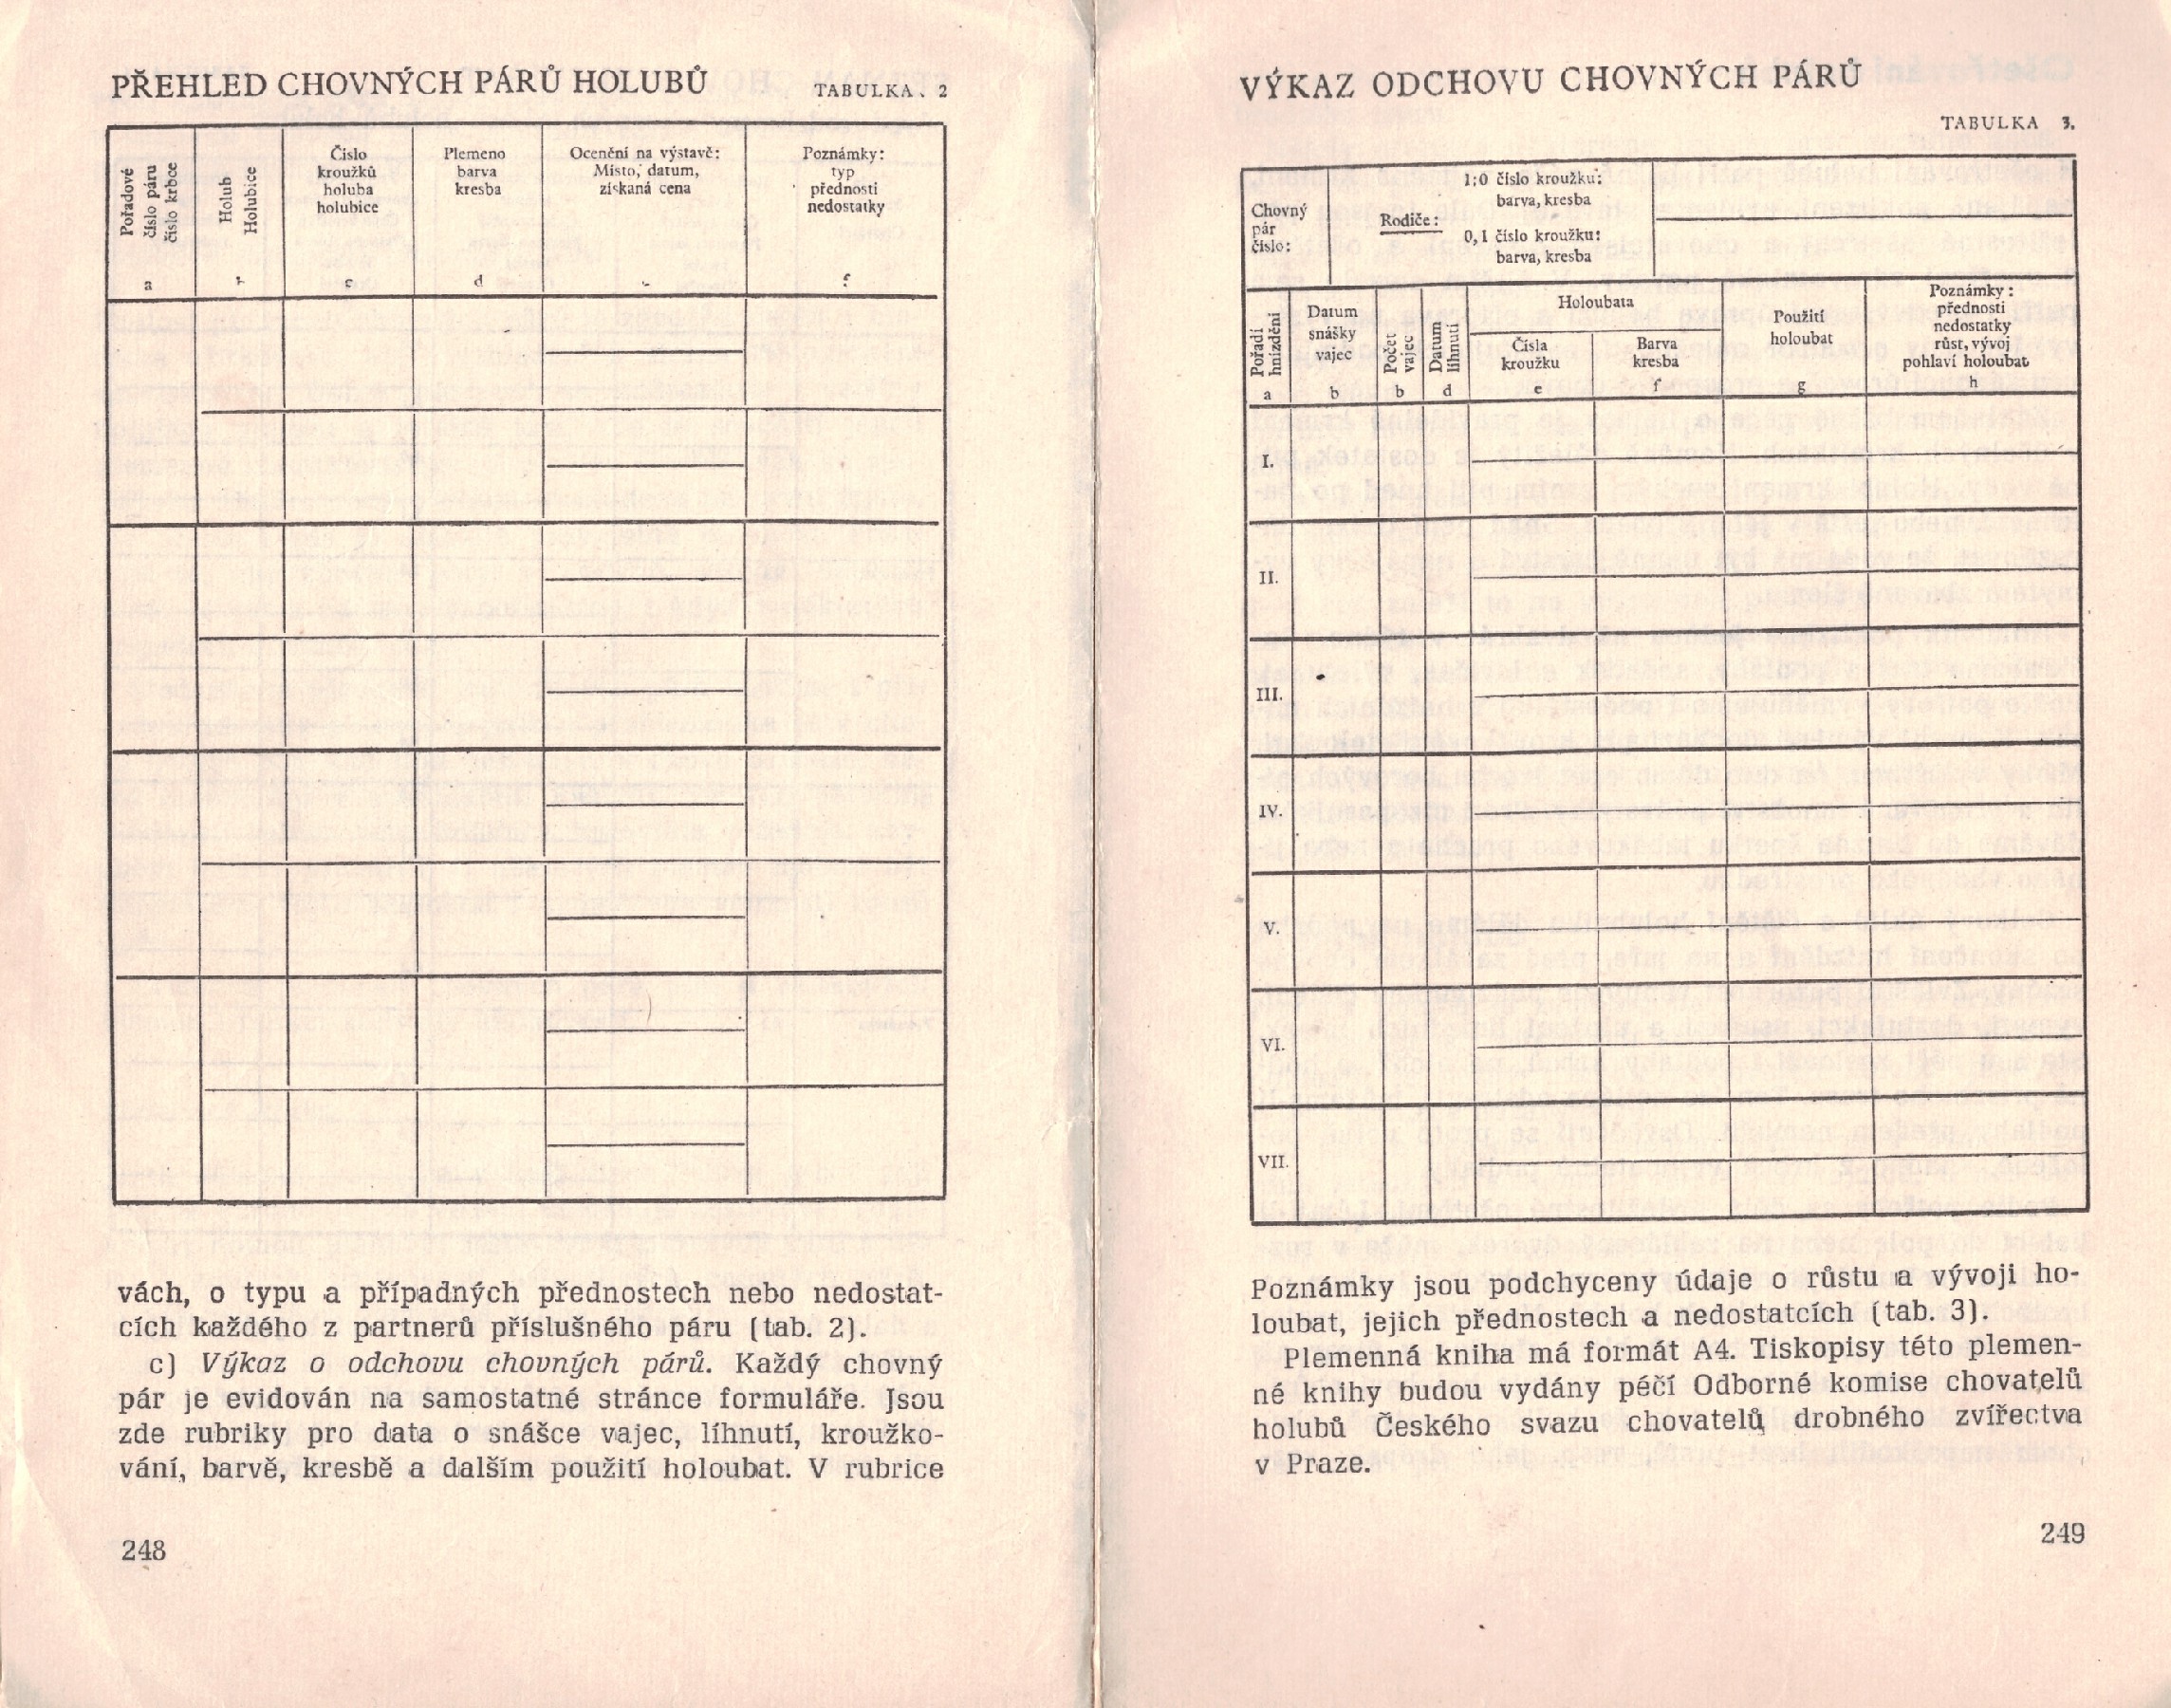 PŘEHLED CHOVNÝCH PÁRŮ HOLUBŮ
TABULKA. 2
Pořadové
číslo páru
číslo krbce
a
Holub
Holubice
Číslo
kroužků
holuba
holubice
c
Plemeno
barva
kresba
d
Ocenění na výstavě:
Místo, datum,
získaná cena
Poznámky:
typ
přednosti
nedostatky
vách, o typu a případných přednostech nebo nedostat-
cích každého z partnerů příslušného páru (tab. 2).
c) Výkaz o odchovu chovných párů. Každý chovný
pár je evidován na samostatné stránce formuláře. Jsou
zde rubriky pro data o snášce vajec, líhnutí, kroužko-
vání, barvě, kresbě a dalším použití holoubat. V rubrice
248
VÝKAZ ODCHOVU CHOVNÝCH PÁRŮ
TABULKA 3.
Chovný
pár
číslo:
Rodiče:
1:0 číslo kroužku:
barva, kresba
0,1 číslo kroužku:
barva, kresba
Pořadí
hnízdění
a
Datum
snášky
vajec
b
Počet
vajec
b
Datum
líhnutí
d
Holoubata
Čísla
kroužku
e
Barva
kresba
f
Použití
holoubat
g
Poznámky:
přednosti
nedostatky
růst, vývoj
pohlaví holoubat
h
I.
II.
III.
IV.
V.
VI.
VII.
Poznámky jsou podchyceny údaje o růstu a vývoji ho-
loubat, jejich přednostech a nedostatcích (tab. 3).
Plemenná kniha má formát A4. Tiskopisy této plemen-
né knihy budou vydány péčí Odborné komise chovatelů
holubů Českého svazu chovatelů drobného zvířectva
v Praze.
249